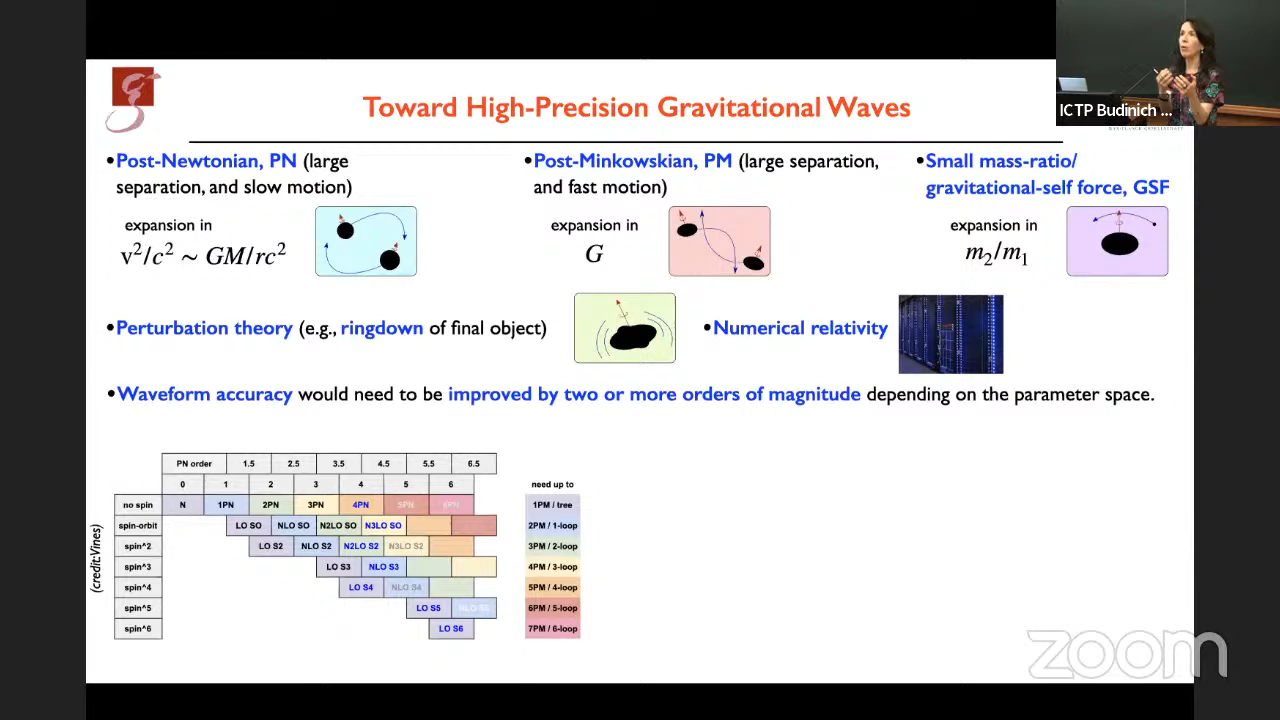 ICTP Budinich ...
Toward High-Precision Gravitational Waves
•Post-Newtonian, PN (large
separation, and slow motion)
expansion in
v²/c² ~ GM/rc²
•Post-Minkowskian, PM (large separation,
and fast motion)
expansion in
G
•Small mass-ratio/
gravitational-self force, GSF
expansion in
m₂/m₁
•Perturbation theory (e.g., ringdown of final object)
•Numerical relativity
•Waveform accuracy would need to be improved by two or more orders of magnitude depending on the parameter space.
(credit:Vines)
PN order 1.5 2.5 3.5 4.5 5.5 6.5
0 1 2 3 4 5 6
no spin N 1PN 2PN 3PN 4PN 5PN 6PN
spin-orbit LO SO NLO SO N2LO SO N3LO SO
spin^2 LO S2 NLO S2 N2LO S2 N3LO S2
spin^3 LO S3 NLO S3
spin^4 LO S4 NLO S4
spin^5 LO S5 NLO S5
spin^6 LO S6
need up to
1PM / tree
2PM / 1-loop
3PM / 2-loop
4PM / 3-loop
5PM / 4-loop
6PM / 5-loop
7PM / 6-loop
zoom